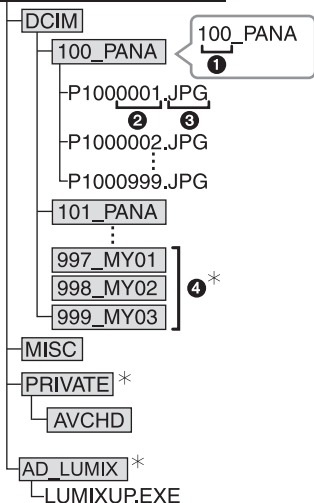 DCIM
100_PANA
100_PANA
❶
P1000001.JPG
❷ ❸
P1000002.JPG
P1000999.JPG
101_PANA
997_MY01
998_MY02
999_MY03
❹*
MISC
PRIVATE *
AVCHD
AD_LUMIX *
LUMIXUP.EXE